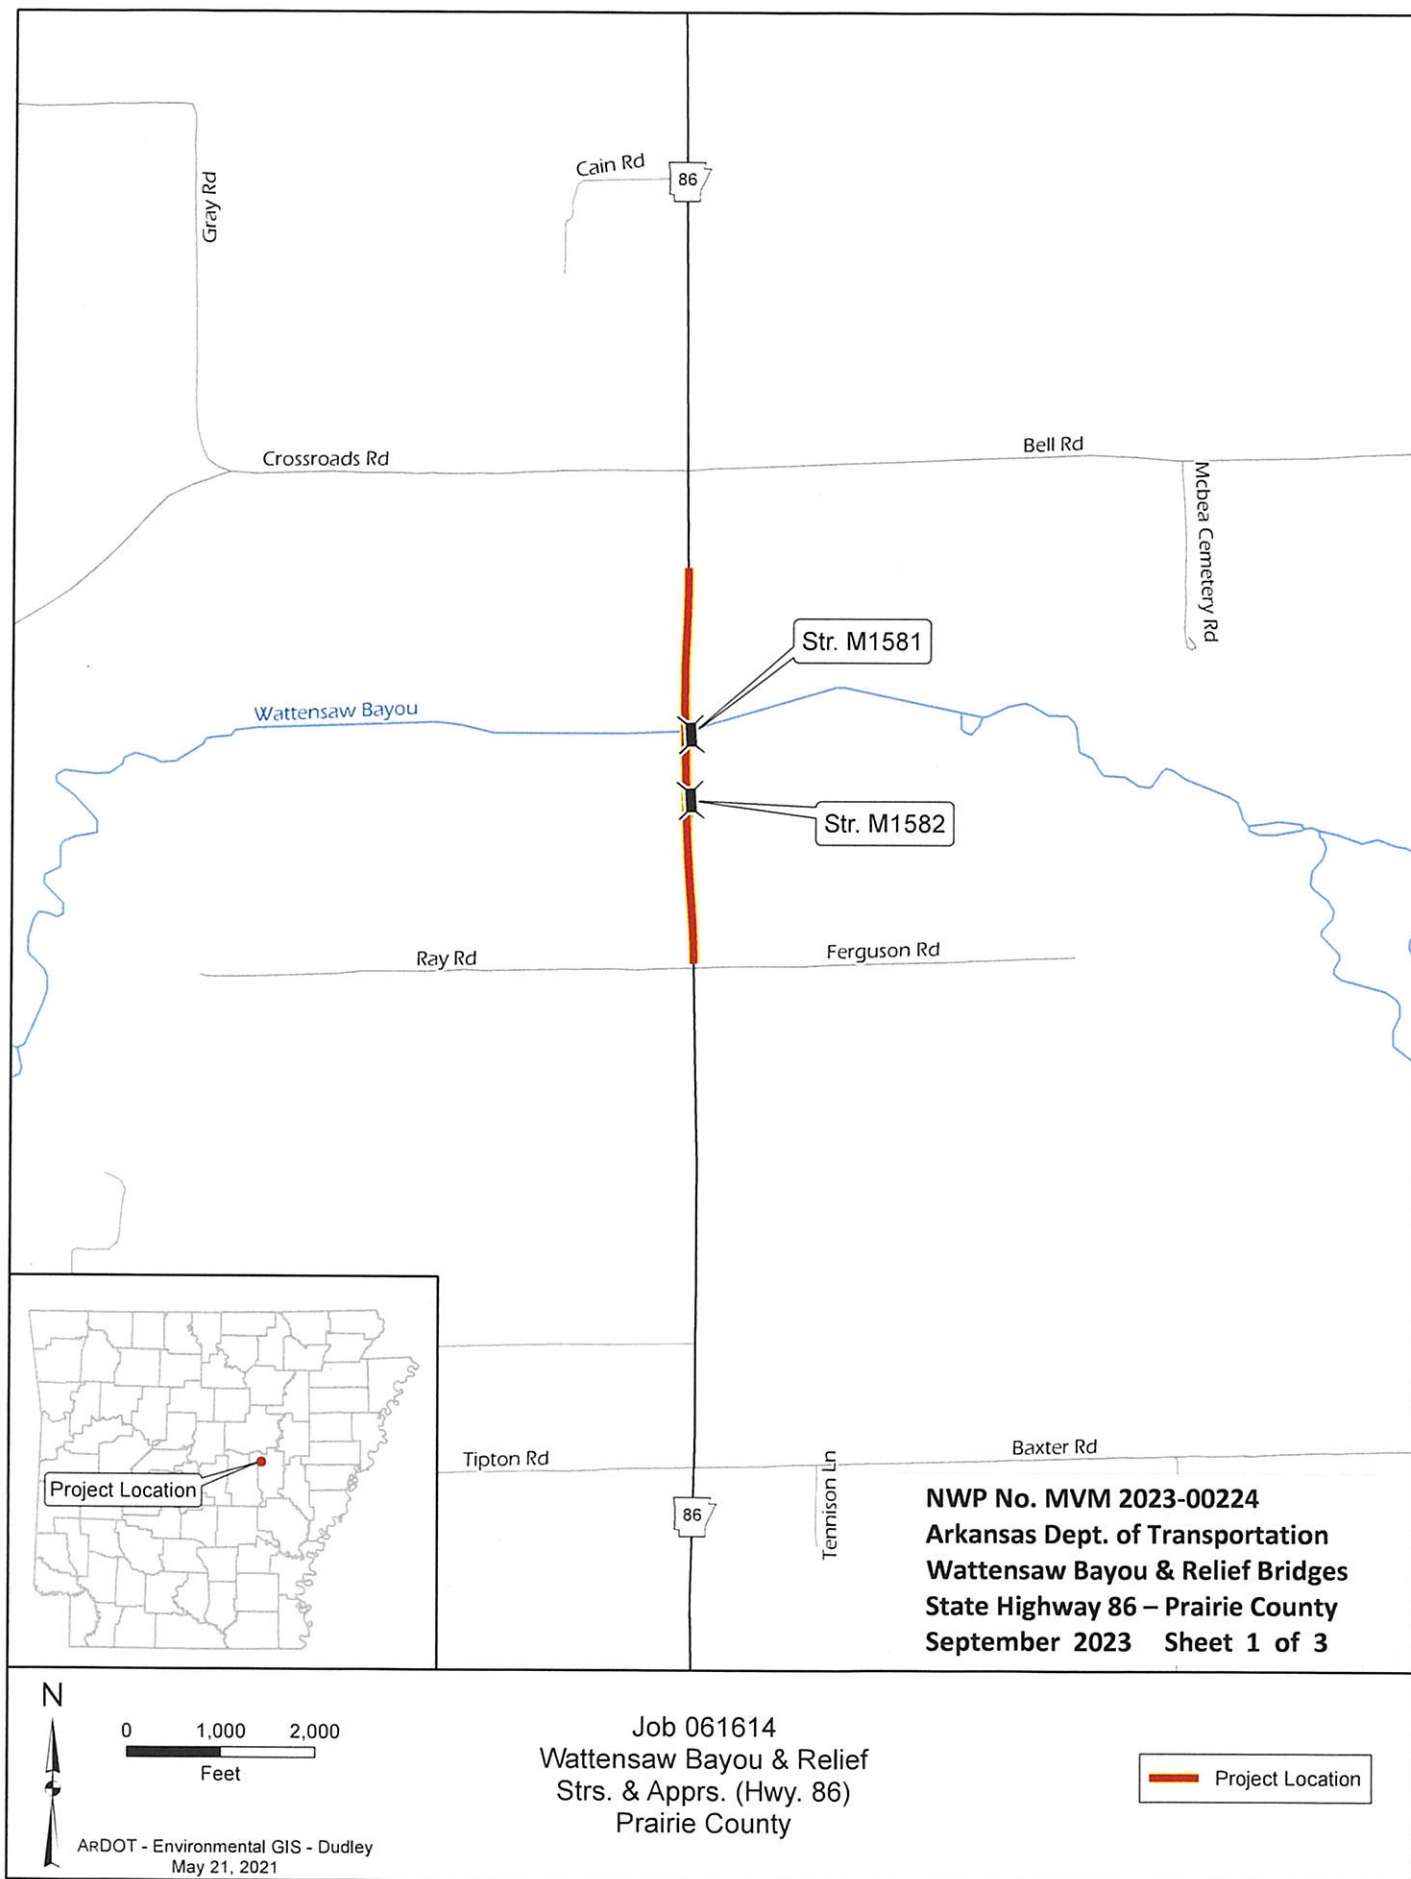 Cain Rd
86
Gray Rd
Crossroads Rd
Bell Rd
Mcbea Cemetery Rd
Str. M1581
Wattensaw Bayou
Str. M1582
Ray Rd
Ferguson Rd
Project Location
Tipton Rd
Baxter Rd
Tennison Ln
86
NWP No. MVM 2023-00224
Arkansas Dept. of Transportation
Wattensaw Bayou & Relief Bridges
State Highway 86 – Prairie County
September 2023 Sheet 1 of 3
N
0 1,000 2,000
Feet
ARDOT - Environmental GIS - Dudley
May 21, 2021
Job 061614
Wattensaw Bayou & Relief
Strs. & Apprs. (Hwy. 86)
Prairie County
Project Location